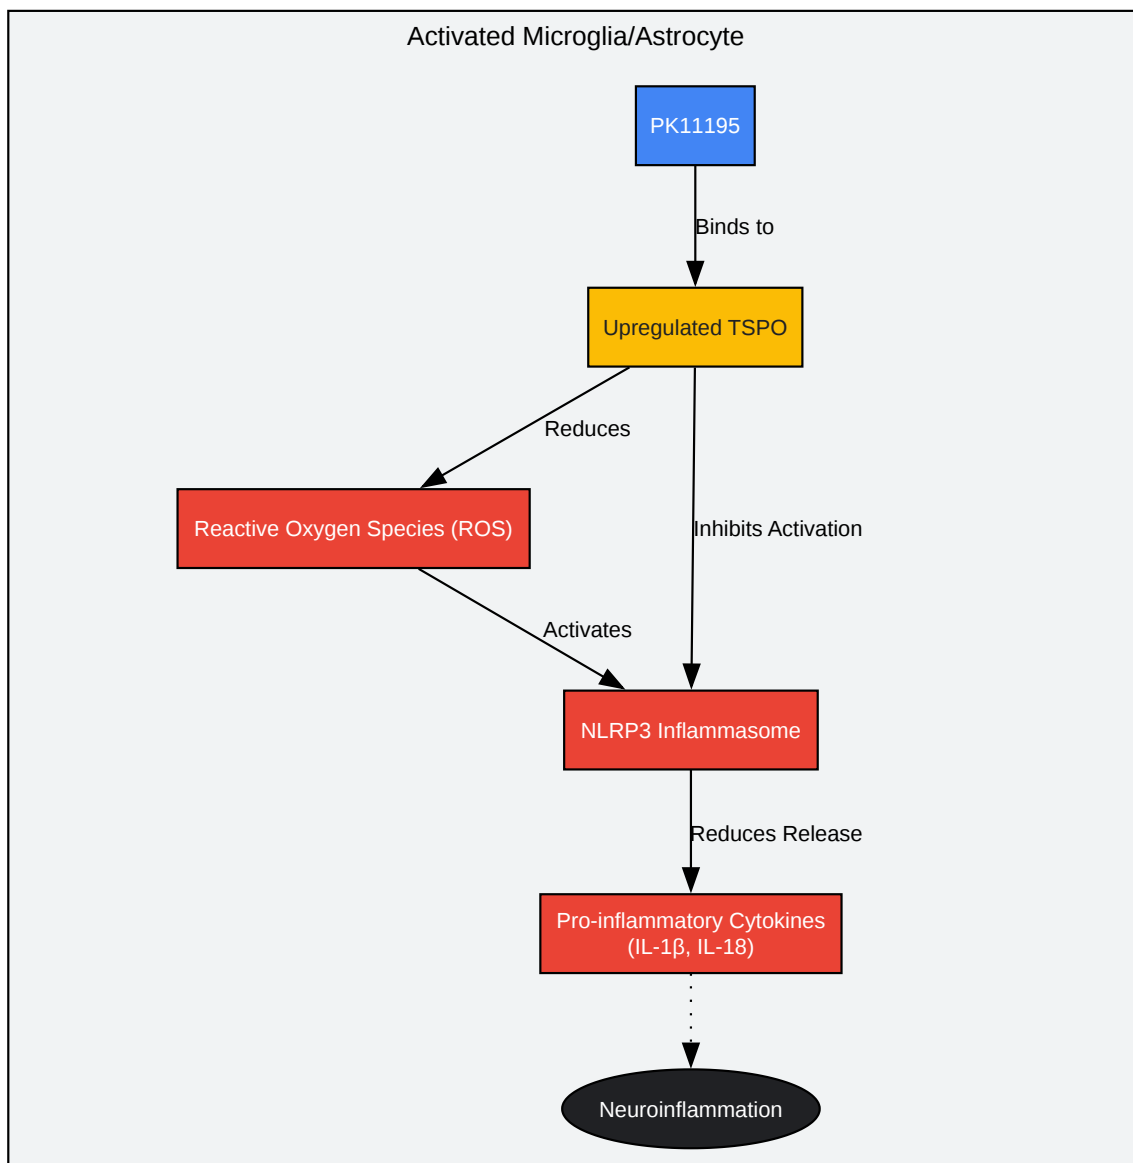 Activated Microglia/Astrocyte
PK11195
Binds to
Upregulated TSPO
Reduces
Reactive Oxygen Species (ROS)
Inhibits Activation
Activates
NLRP3 Inflammasome
Reduces Release
Pro-inflammatory Cytokines
(IL-1β, IL-18)
Neuroinflammation